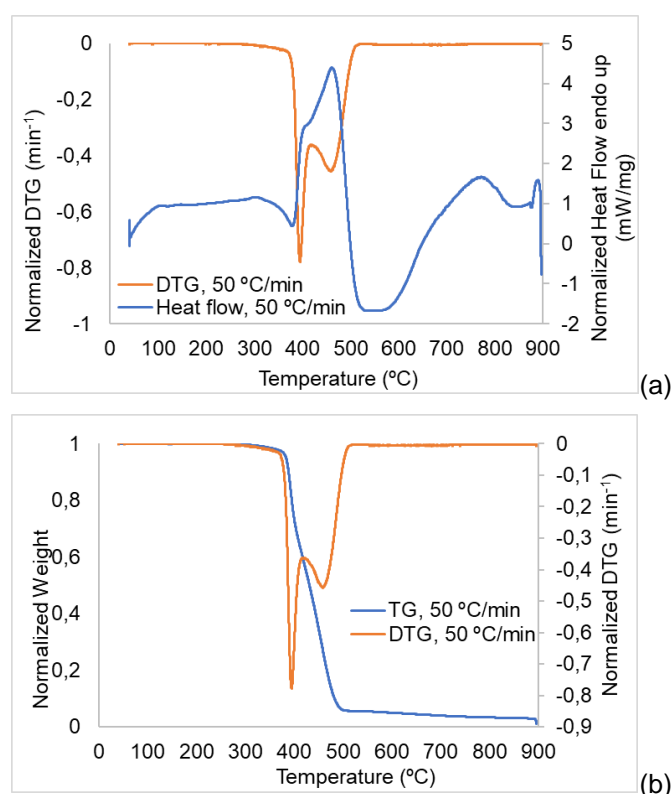 0
-0,2
-0,4
-0,6
-0,8
-1
Normalized DTG (min-1)
5
4
3
2
1
0
-1
-2
Normalized Heat Flow endo up
(mW/mg)
DTG, 50 ºC/min
Heat flow, 50 ºC/min
0 100 200 300 400 500 600 700 800 900
Temperature (ºC)
(a)
1
0,8
0,6
0,4
0,2
0
Normalized Weight
0
-0,1
-0,2
-0,3
-0,4
-0,5
-0,6
-0,7
-0,8
-0,9
Normalized DTG (min-1)
TG, 50 ºC/min
DTG, 50 ºC/min
0 100 200 300 400 500 600 700 800 900
Temperature (ºC)
(b)